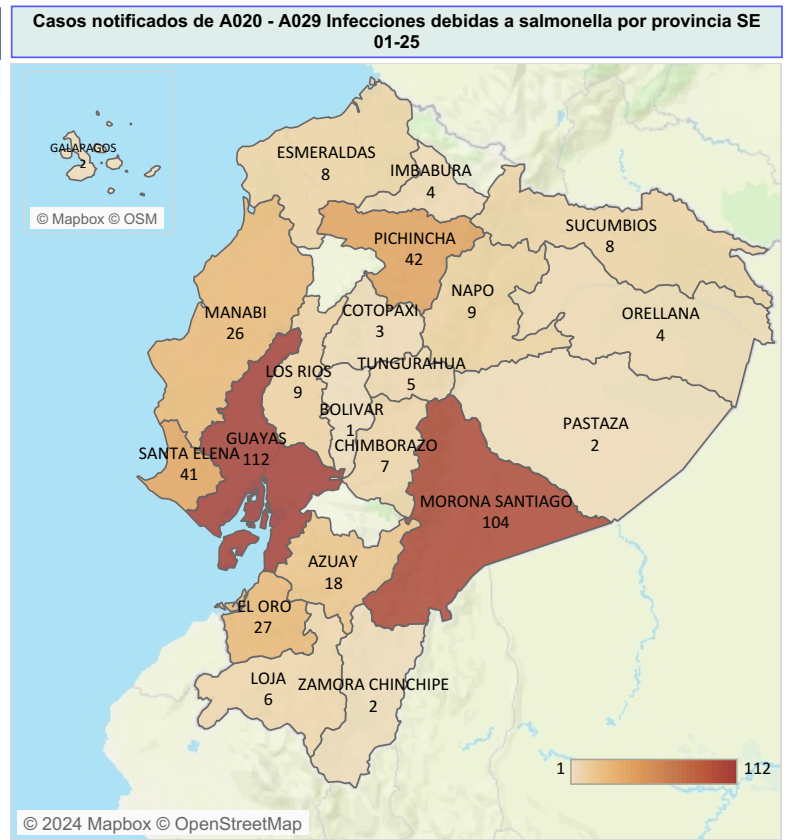 Casos notificados de A020 - A029 Infecciones debidas a salmonella por provincia SE
01-25
GALAPAGOS
2
© Mapbox © OSM
ESMERALDAS
8
IMBABURA
4
SUCUMBIOS
8
PICHINCHA
42
NAPO
9
MANABI
26
COTOPAXI
3
ORELLANA
4
TUNGURAHUA
5
LOS RIOS
9
BOLIVAR
1
PASTAZA
2
GUAYAS
112
CHIMBORAZO
7
SANTA ELENA
41
MORONA SANTIAGO
104
AZUAY
18
EL ORO
27
LOJA
6
ZAMORA CHINCHIPE
2
1 112
© 2024 Mapbox © OpenStreetMap